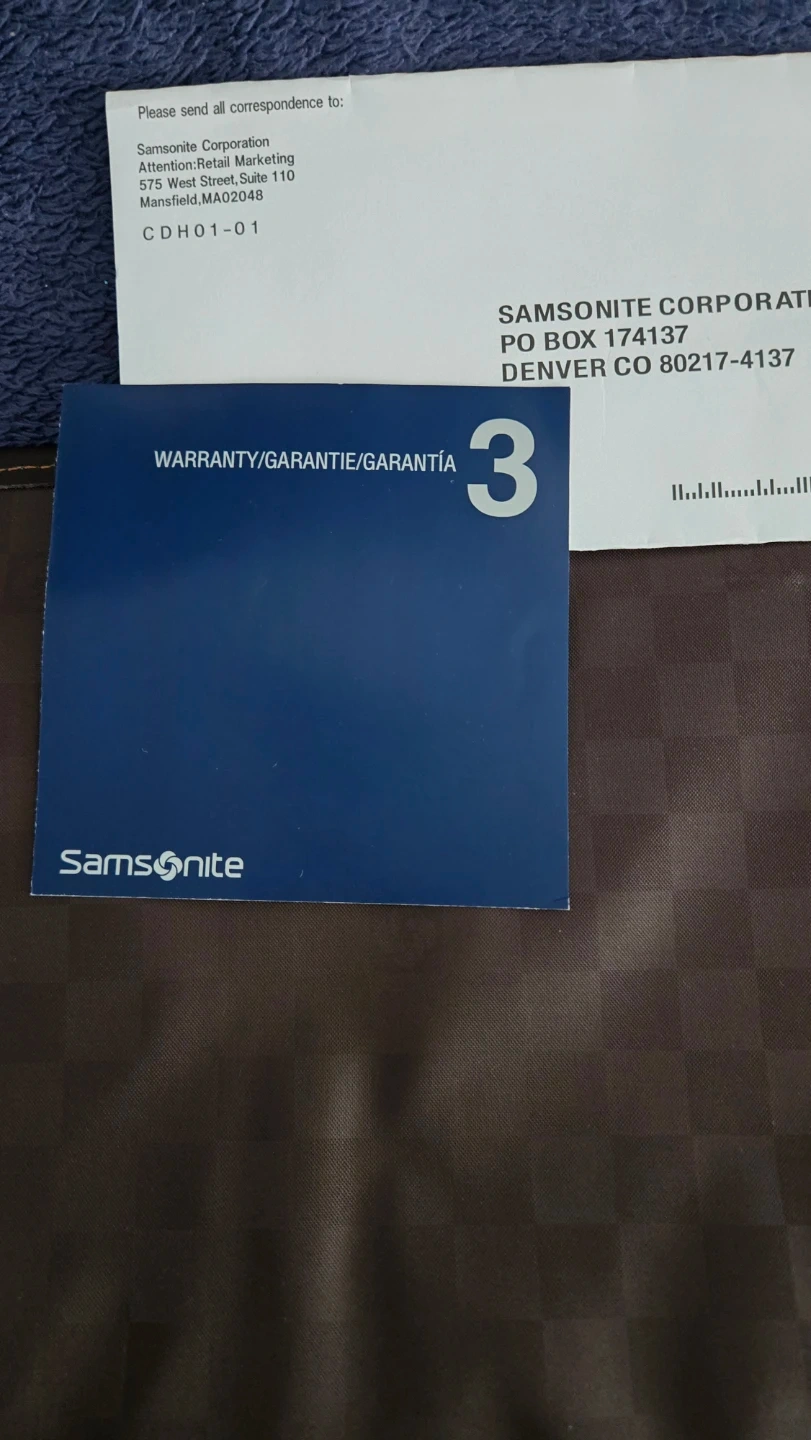 Please send all correspondence to:
Samsonite Corporation
Attention:Retail Marketing
575 West Street,Suite 110
Mansfield,MA02048
CDH01-01
SAMSONITE CORPORATI
PO BOX 174137
DENVER CO 80217-4137
WARRANTY/GARANTIE/GARANTÍA 3
Samsonite